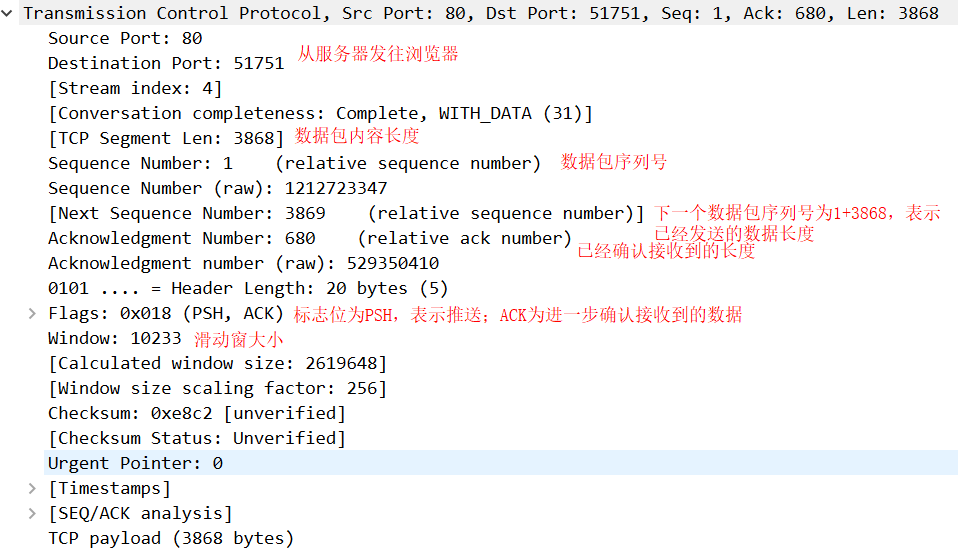 Transmission Control Protocol, Src Port: 80, Dst Port: 51751, Seq: 1, Ack: 680, Len: 3868
Source Port: 80
Destination Port: 51751 从服务器发往浏览器
[Stream index: 4]
[Conversation completeness: Complete, WITH_DATA (31)]
[TCP Segment Len: 3868] 数据包内容长度
Sequence Number: 1 (relative sequence number) 数据包序列号
Sequence Number (raw): 1212723347
[Next Sequence Number: 3869 (relative sequence number)] 下一个数据包序列号为1+3868，表示
已经发送的数据长度
Acknowledgment Number: 680 (relative ack number) 已经确认接收到的长度
Acknowledgment number (raw): 529350410
0101 .... = Header Length: 20 bytes (5)
Flags: 0x018 (PSH, ACK) 标志位为PSH，表示推送；ACK为进一步确认接收到的数据
Window: 10233 滑动窗大小
[Calculated window size: 2619648]
[Window size scaling factor: 256]
Checksum: 0xe8c2 [unverified]
[Checksum Status: Unverified]
Urgent Pointer: 0
[Timestamps]
[SEQ/ACK analysis]
TCP payload (3868 bytes)